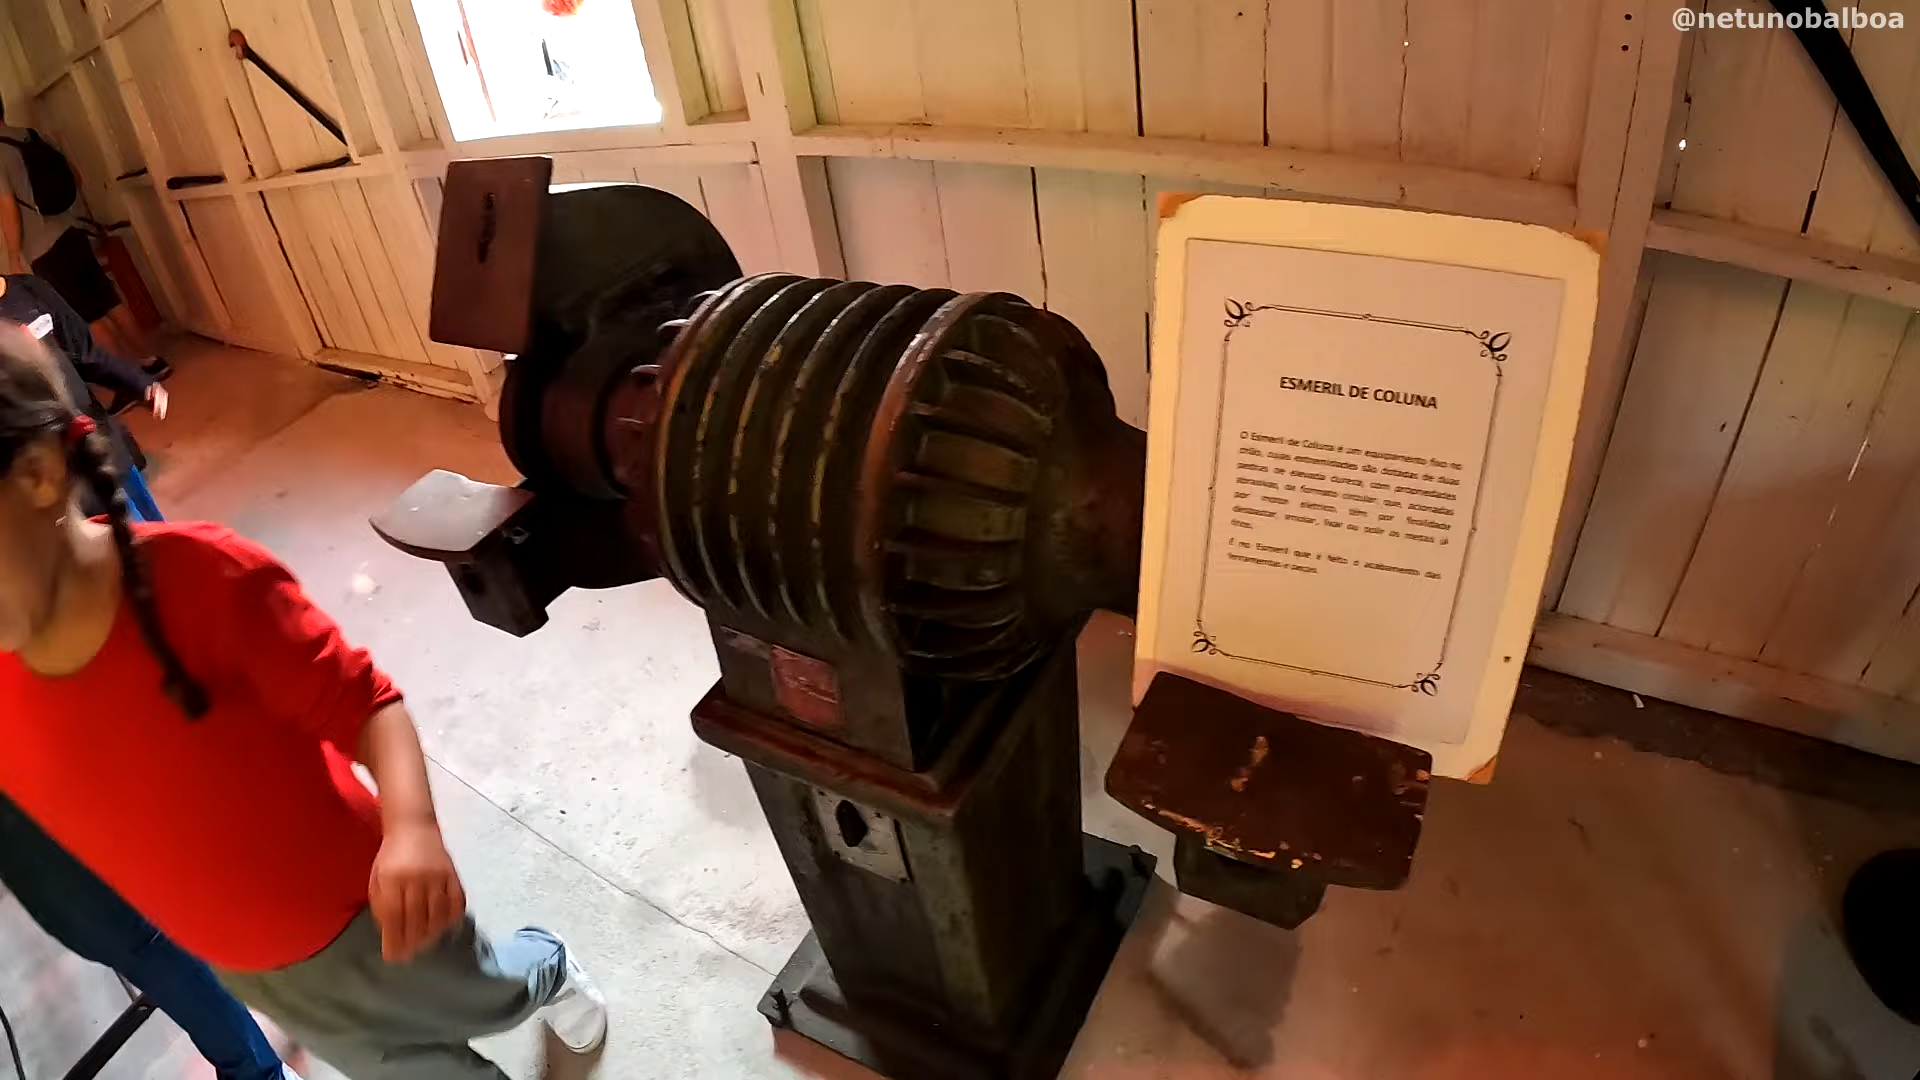 @netunobalboa
ESMERIL DE COLUNA
O Esmeril de Coluna é um equipamento fixo no
chão, cujas extremidades são dotadas de duas
pedras de elevada dureza, com propriedades
abrasivas, de formato circular que, acionadas
por motor elétrico, têm por finalidade
desbastar, amolar, lixar ou polir os metais já
frios.
É no Esmeril que é feito o acabamento das
ferramentas e peças.